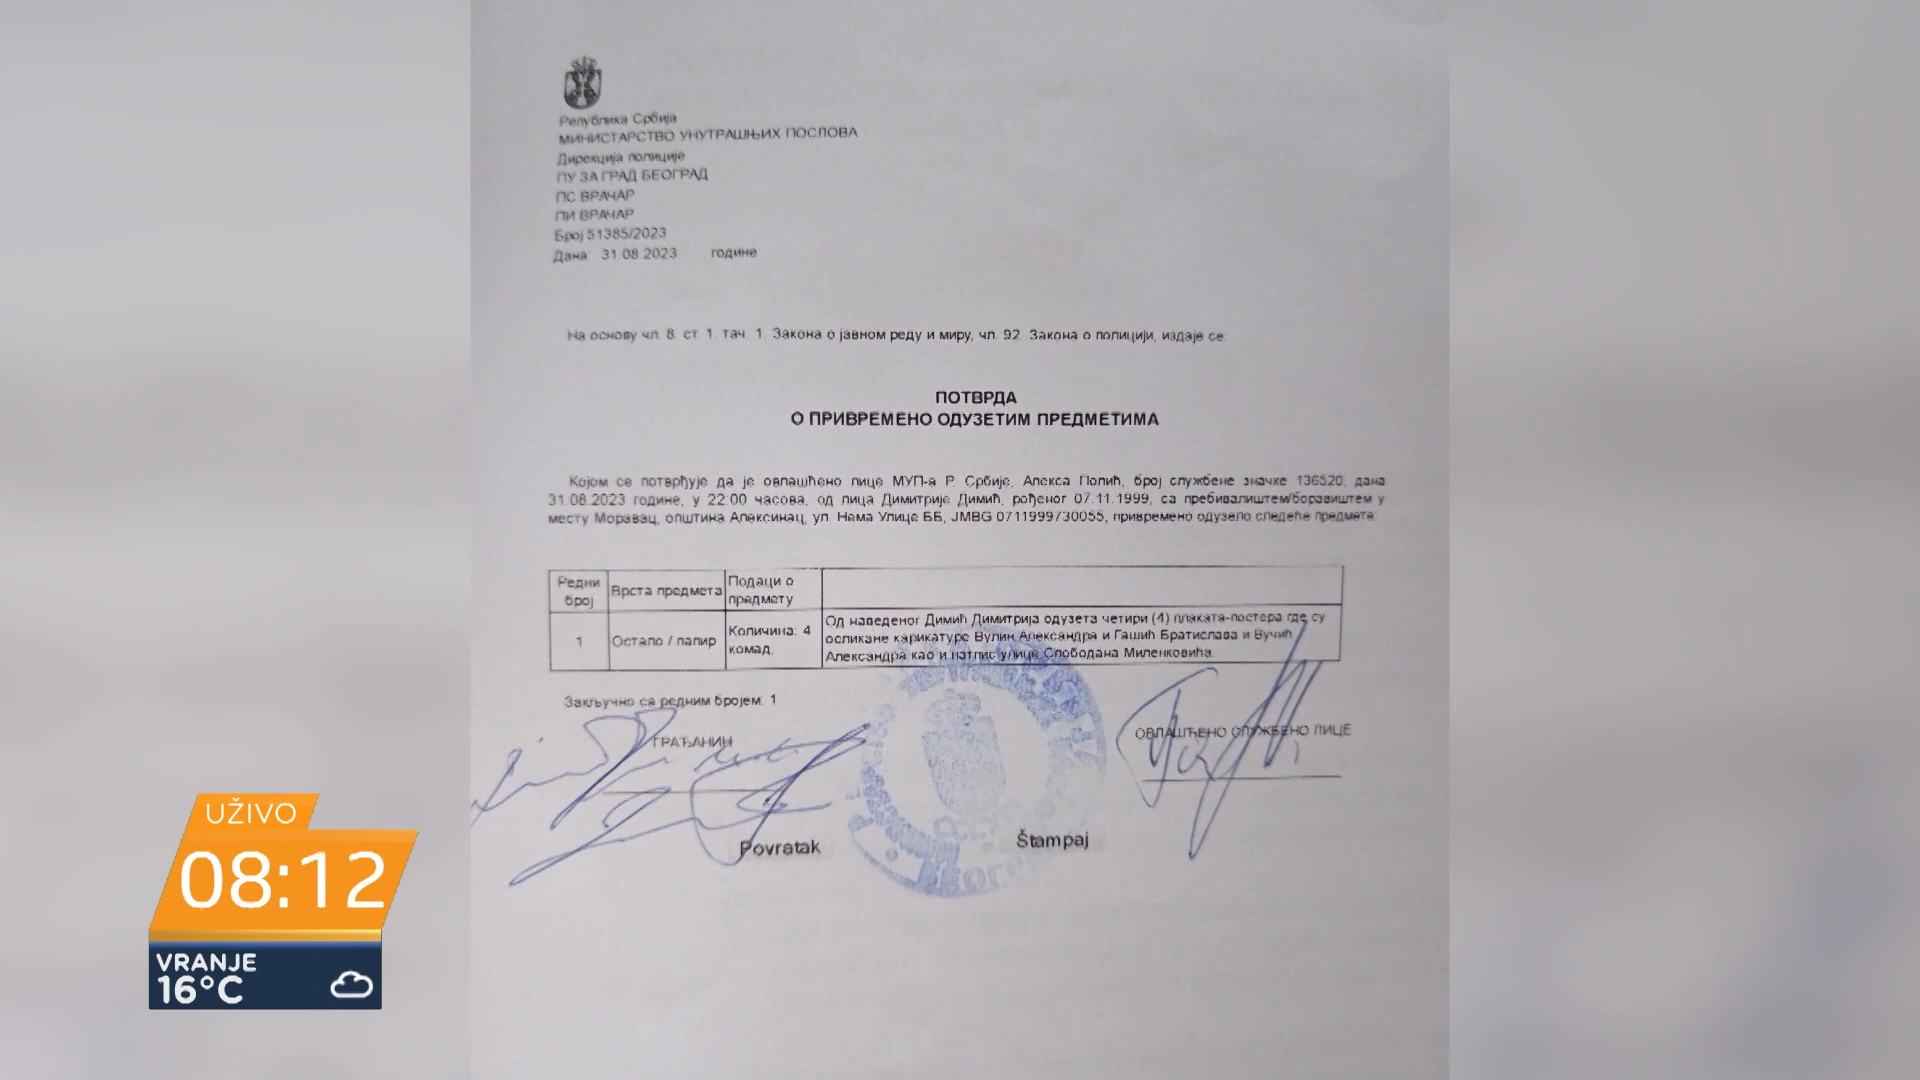 Република Србија
МИНИСТАРСТВО УНУТРАШЊИХ ПОСЛОВА
Дирекција полиције
ПУ ЗА ГРАД БЕОГРАД
ПС ВРАЧАР
ПИ ВРАЧАР
Број 51385/2023
Дана: 31.08.2023 године
На основу чл. 8. ст. 1. тач. 1. Закона о јавном реду и миру, чл. 92. Закона о полицији, издаје се:
ПОТВРДА
О ПРИВРЕМЕНО ОДУЗЕТИМ ПРЕДМЕТИМА
Којом се потврђује да је овлашћено лице МУП-а Р. Србије, Алекса Полић, број службене значке 136520, дана
31.08.2023 године, у 22:00 часова, од лица Димитрије Димић, рођеног 07.11.1999, са пребивалиштем/боравиштем у
месту Моравац, општина Алексинац, ул. Нема Улице ББ, JMBG 0711999730055, привремено одузело следеће предмете:
Редни број
Врста предмета
Подаци о предмету
1
Остало / папир
Количина: 4 комад,
Од наведеног Димић Димитрија одузета четири (4) плаката-постера где су
осликане карикатуре Вулин Александра и Гашић Братислава и Вучић
Александра као и натпис улице Слободана Миленковића.
Закључно са редним бројем: 1
ГРАЂАНИН
ОВЛАШЋЕНО СЛУЖБЕНО ЛИЦЕ
Povratak
Štampaj
UŽIVO
08:12
VRANJE
16°C